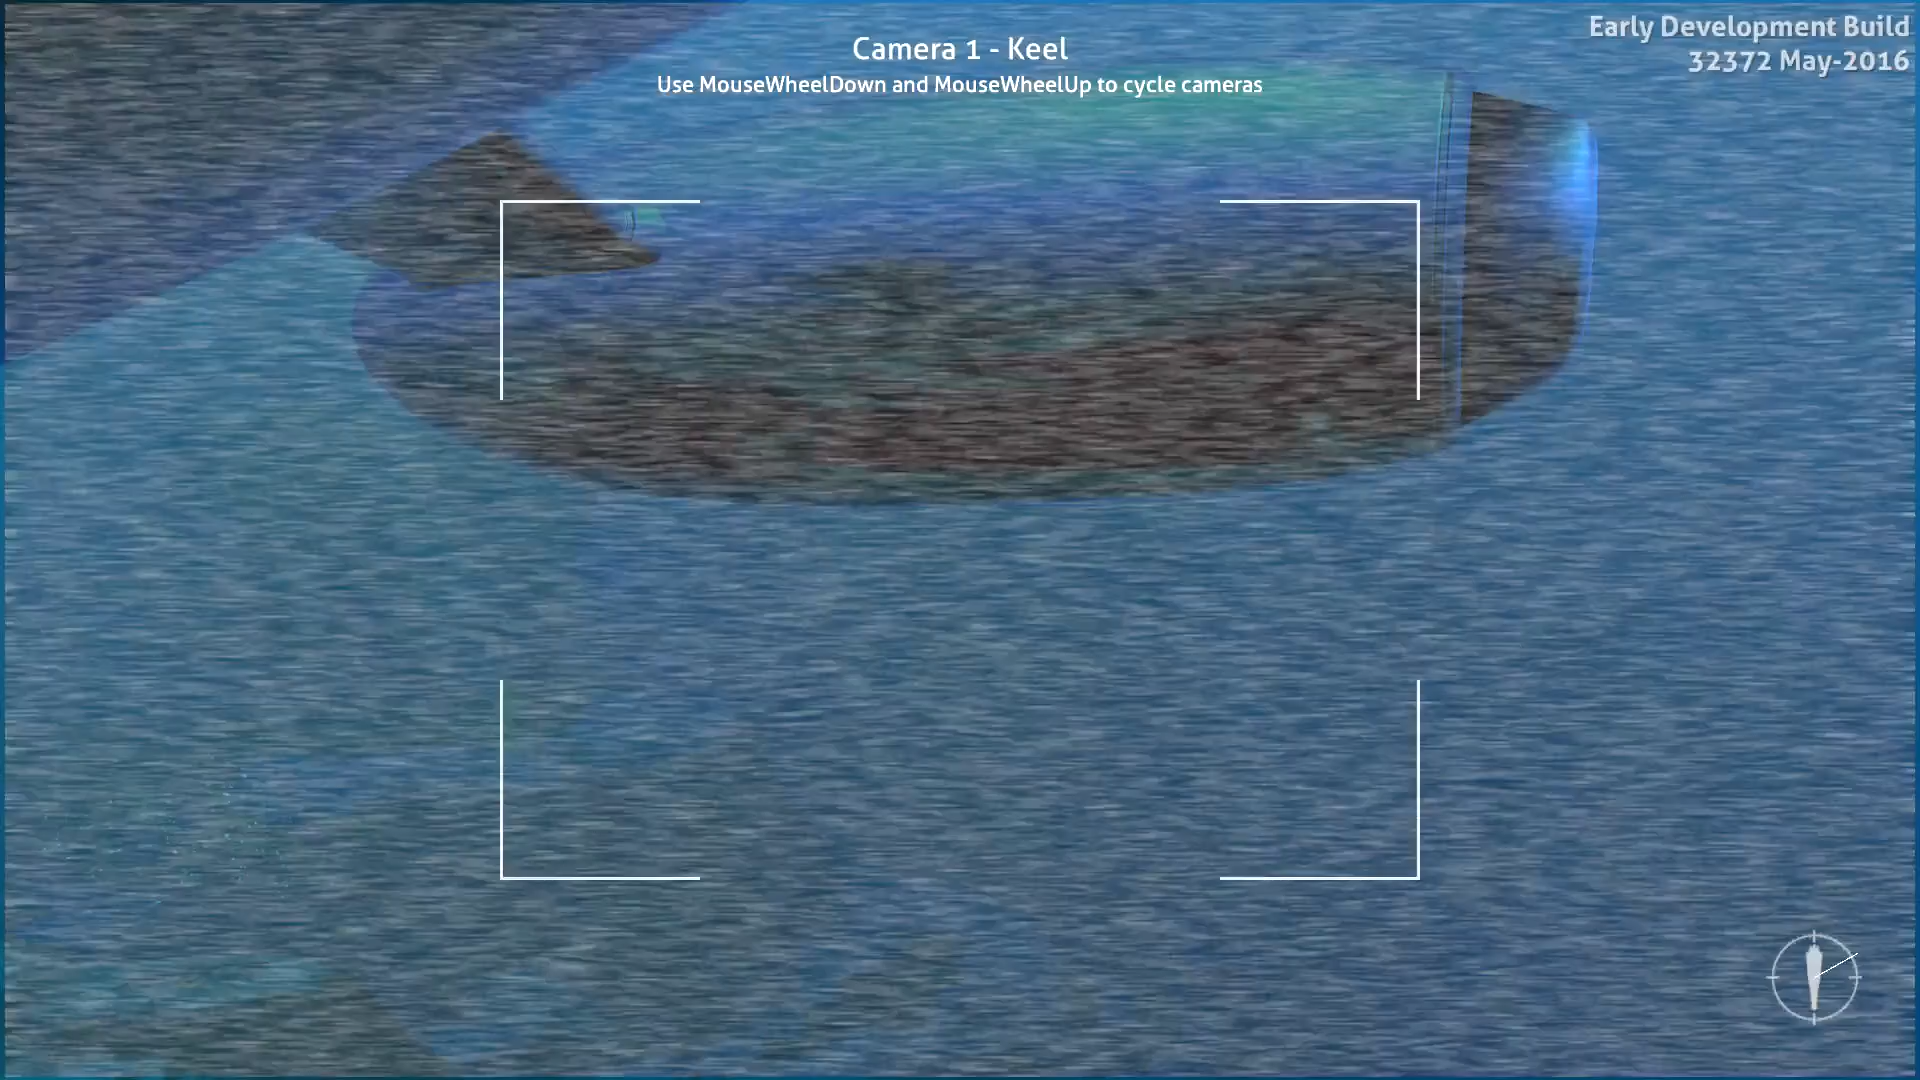 Early Development Build
32372 May-2016
Camera 1 - Keel
Use MouseWheelDown and MouseWheelUp to cycle cameras